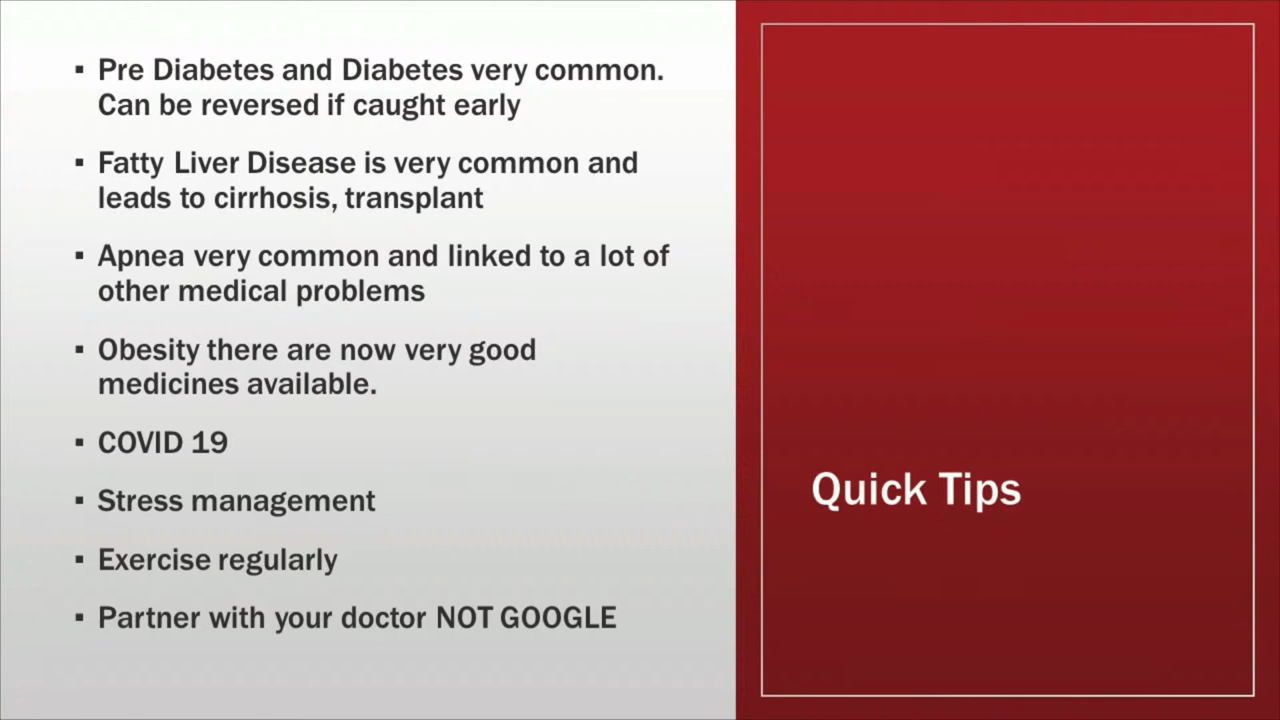 ▪ Pre Diabetes and Diabetes very common.
Can be reversed if caught early
▪ Fatty Liver Disease is very common and
leads to cirrhosis, transplant
▪ Apnea very common and linked to a lot of
other medical problems
▪ Obesity there are now very good
medicines available.
▪ COVID 19
▪ Stress management
▪ Exercise regularly
▪ Partner with your doctor NOT GOOGLE
Quick Tips